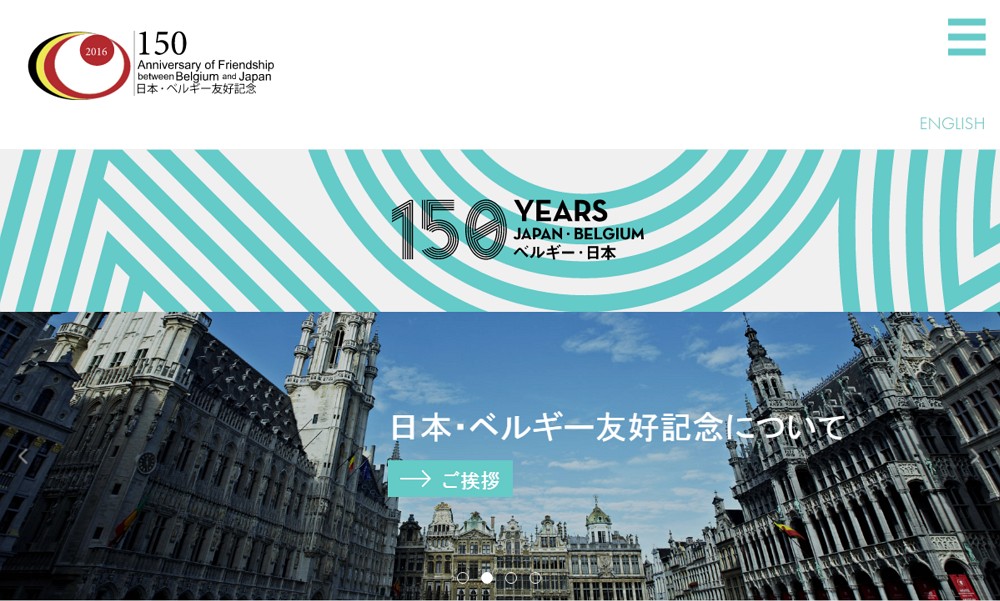 2016
150
Anniversary of Friendship
between Belgium and Japan
日本・ベルギー友好記念
ENGLISH
150
YEARS
JAPAN · BELGIUM
ベルギー・日本
日本・ベルギー友好記念について
ご挨拶